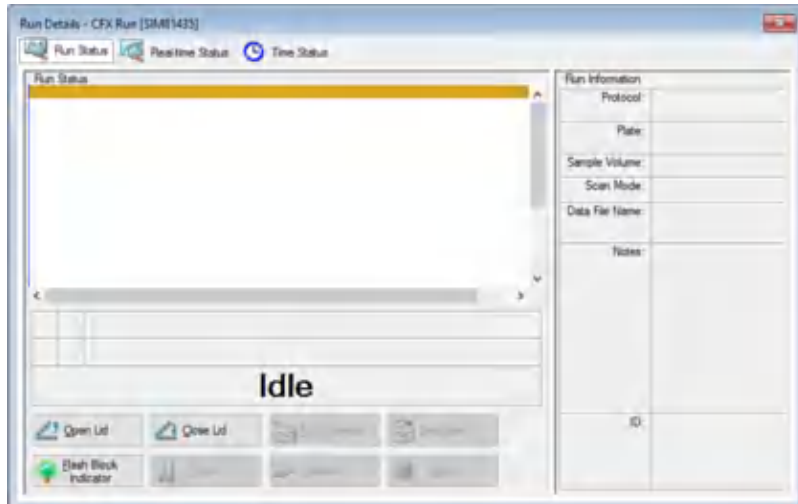 Run Details - CFX Run [SIM81435]
Run Status
Real-time Status
Time Status
Run Status
Run Information
Protocol:
Plate:
Sample Volume:
Scan Mode:
Data File Name:
Notes:
ID:
Idle
Open Lid
Close Lid
Flash Block
Indicator